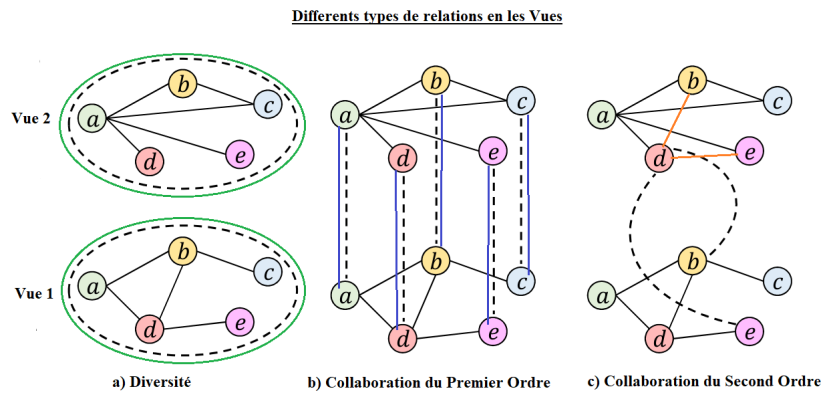 Differents types de relations en les Vues
Vue 2
a
b
c
d
e
a
b
c
d
e
a
b
c
d
e
Vue 1
a
b
c
d
e
a
b
c
d
e
a
b
c
d
e
a) Diversité
b) Collaboration du Premier Ordre
c) Collaboration du Second Ordre